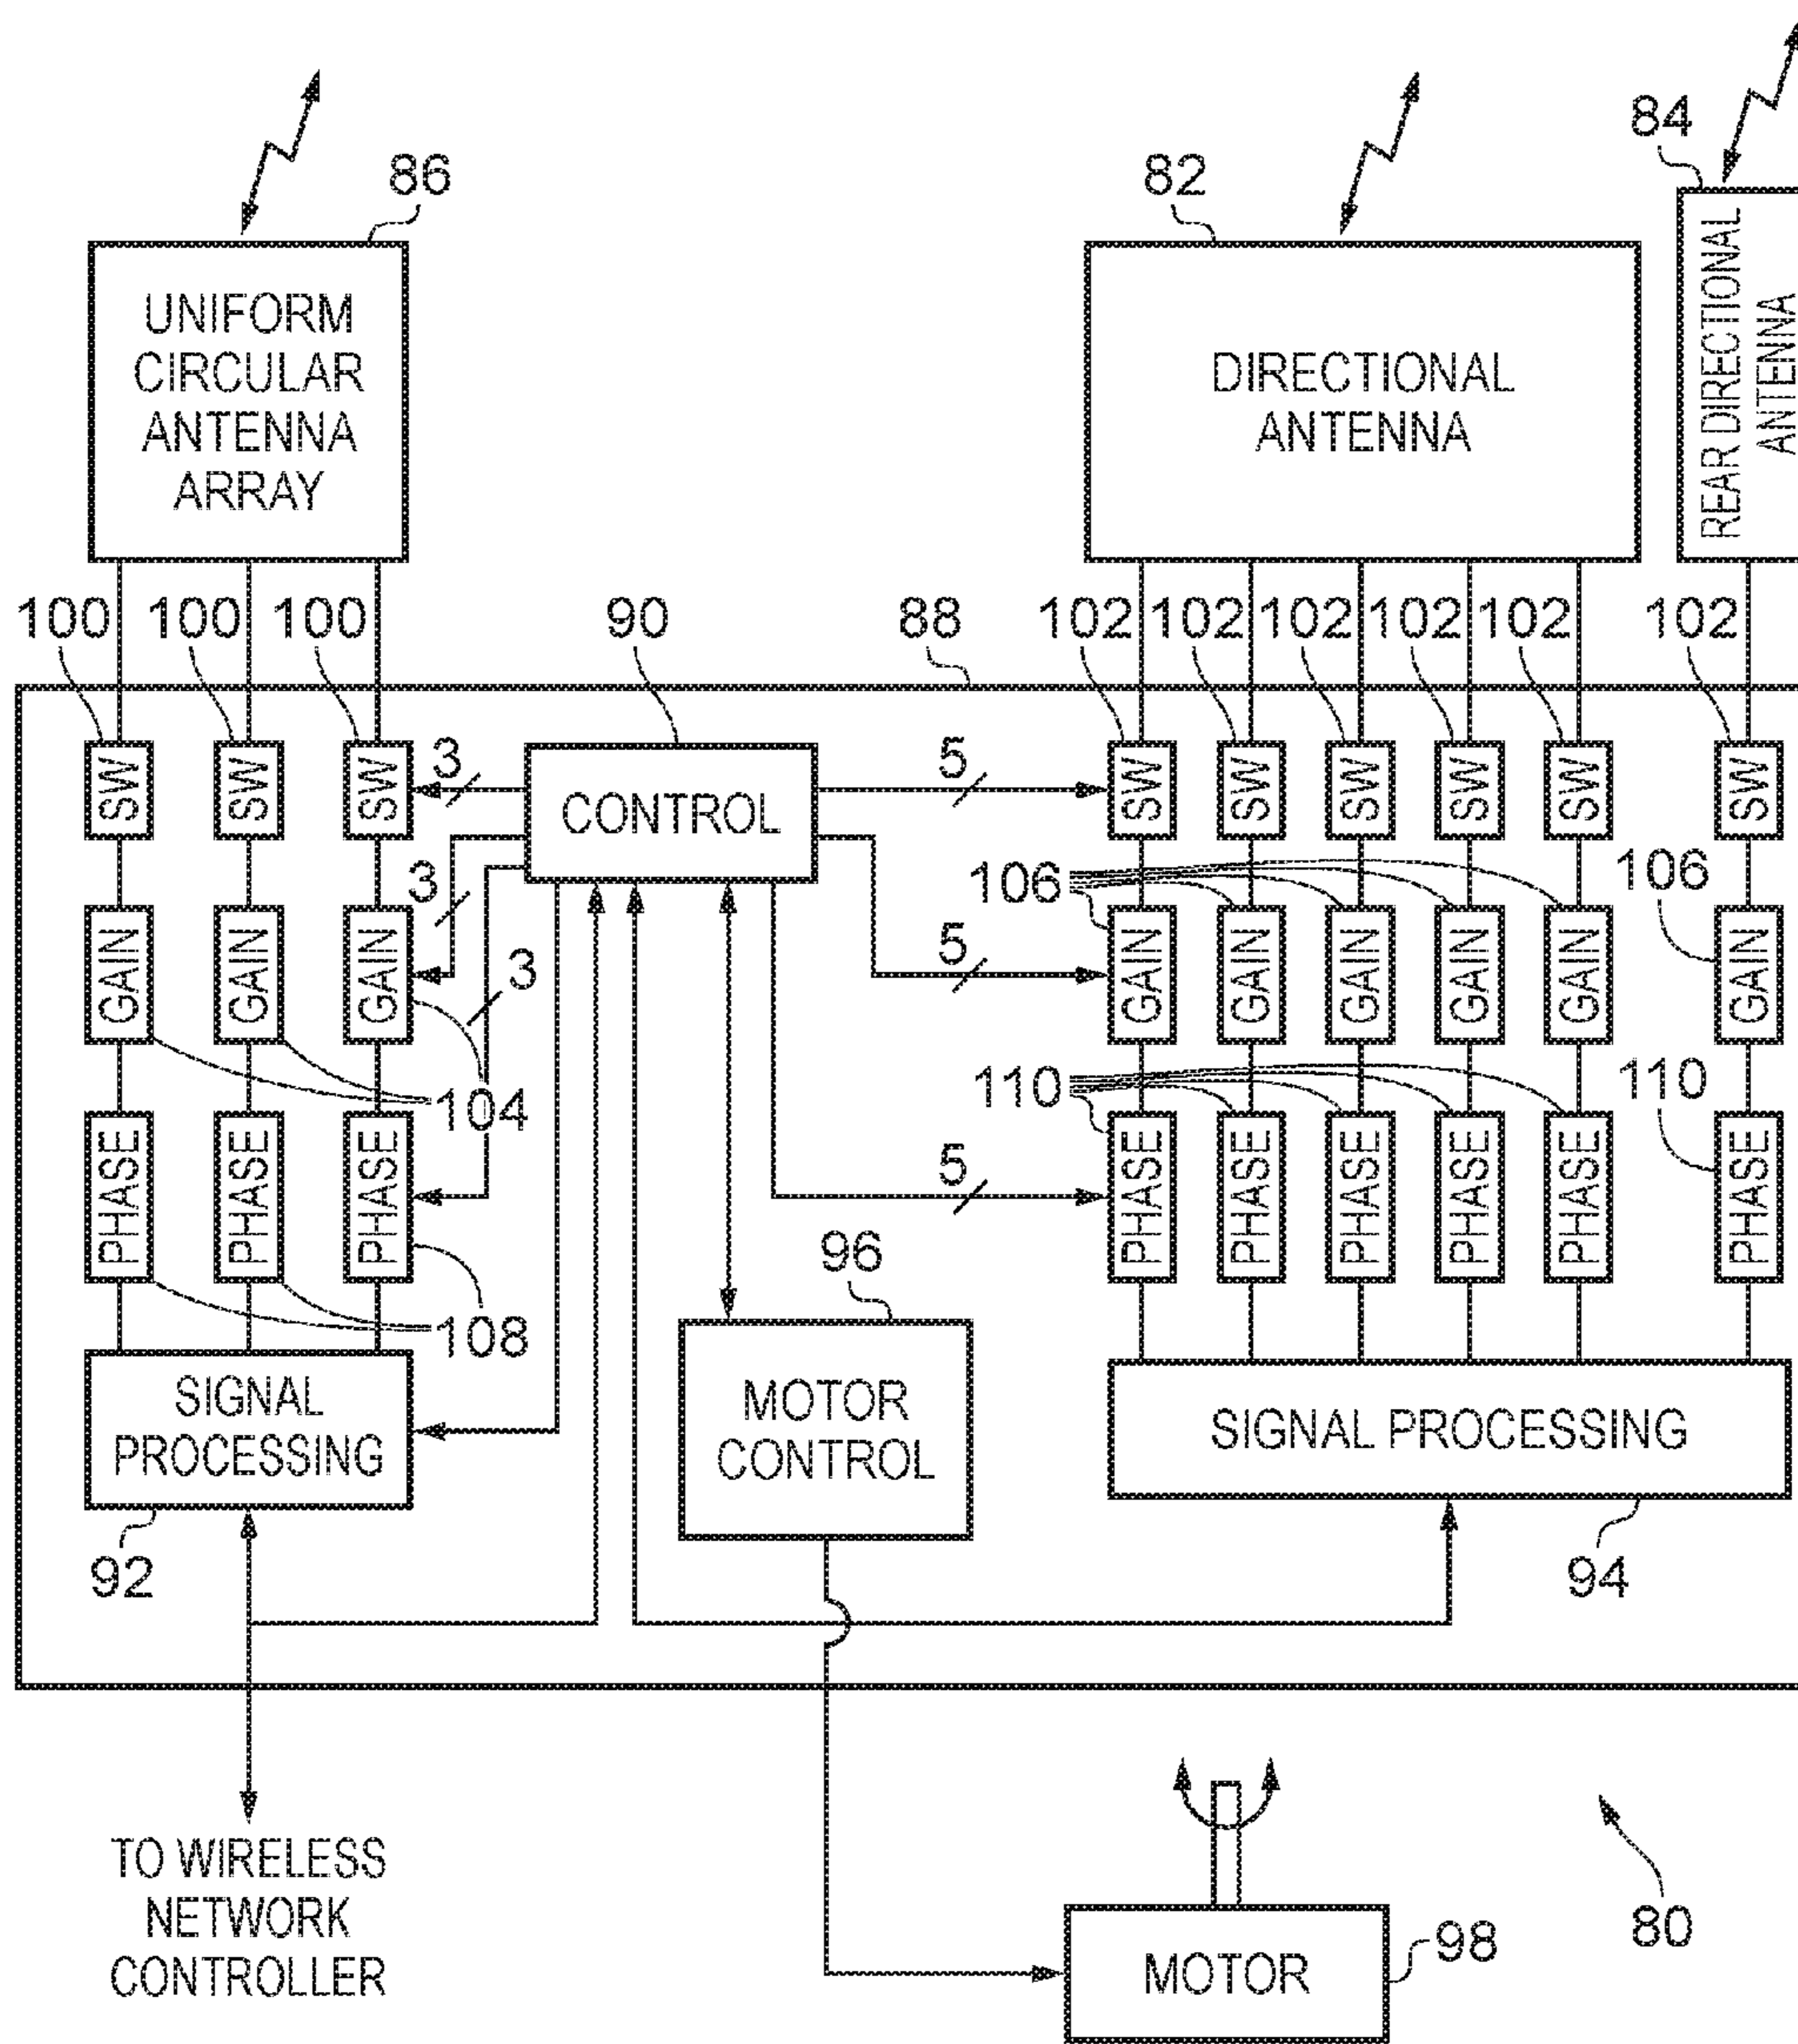 86
82
84
UNIFORM
CIRCULAR
ANTENNA
ARRAY
DIRECTIONAL
ANTENNA
REAR DIRECTIONAL
ANTENNA
100 100 100 90 88 102 102 102 102 102 102
SW SW SW 3 CONTROL 5 SW SW SW SW SW SW
3 106 106
GAIN GAIN GAIN 3 5 GAIN GAIN GAIN GAIN GAIN GAIN
104 110 110
PHASE PHASE PHASE 5 PHASE PHASE PHASE PHASE PHASE PHASE
96
108
SIGNAL
PROCESSING
MOTOR
CONTROL
SIGNAL PROCESSING
92
94
TO WIRELESS
NETWORK
CONTROLLER
80
MOTOR
98